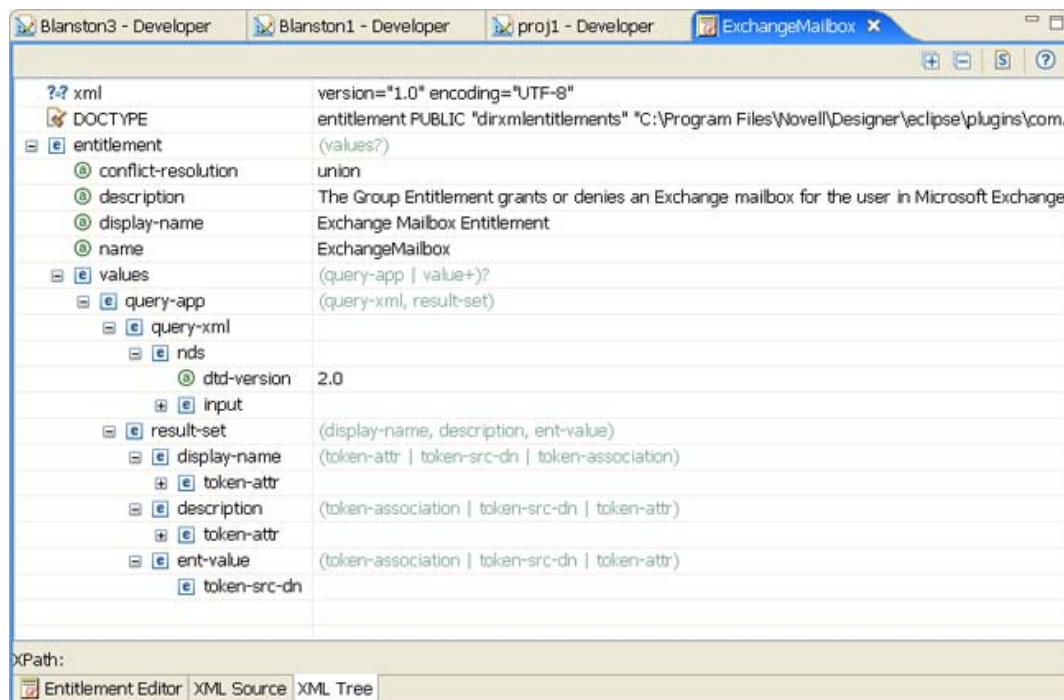 Blanston3 - Developer Blanston1 - Developer proj1 - Developer ExchangeMailbox
?-? xml version="1.0" encoding="UTF-8"
DOCTYPE entitlement PUBLIC "dirxmlentitlements" "C:\Program Files\Novell\Designer\eclipse\plugins\com.
e entitlement (values?)
a conflict-resolution union
a description The Group Entitlement grants or denies an Exchange mailbox for the user in Microsoft Exchange
a display-name Exchange Mailbox Entitlement
a name ExchangeMailbox
e values (query-app | value+)?
e query-app (query-xml, result-set)
e query-xml
e nds
a dtd-version 2.0
e input
e result-set (display-name, description, ent-value)
e display-name (token-attr | token-src-dn | token-association)
e token-attr
e description (token-association | token-src-dn | token-attr)
e token-attr
e ent-value (token-association | token-src-dn | token-attr)
e token-src-dn
XPath:
Entitlement Editor XML Source XML Tree